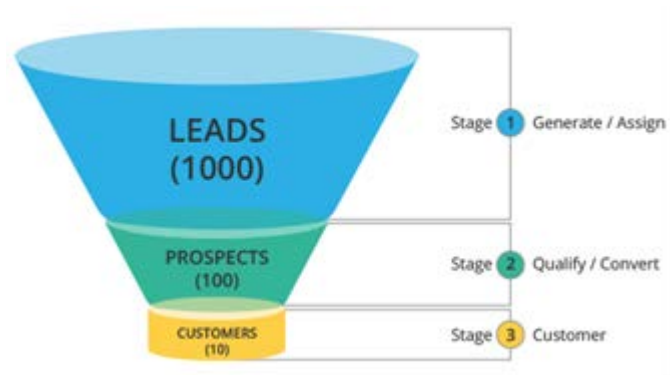 LEADS
(1000)
Stage 1 Generate / Assign
PROSPECTS
(100)
Stage 2 Qualify / Convert
CUSTOMERS
(10)
Stage 3 Customer